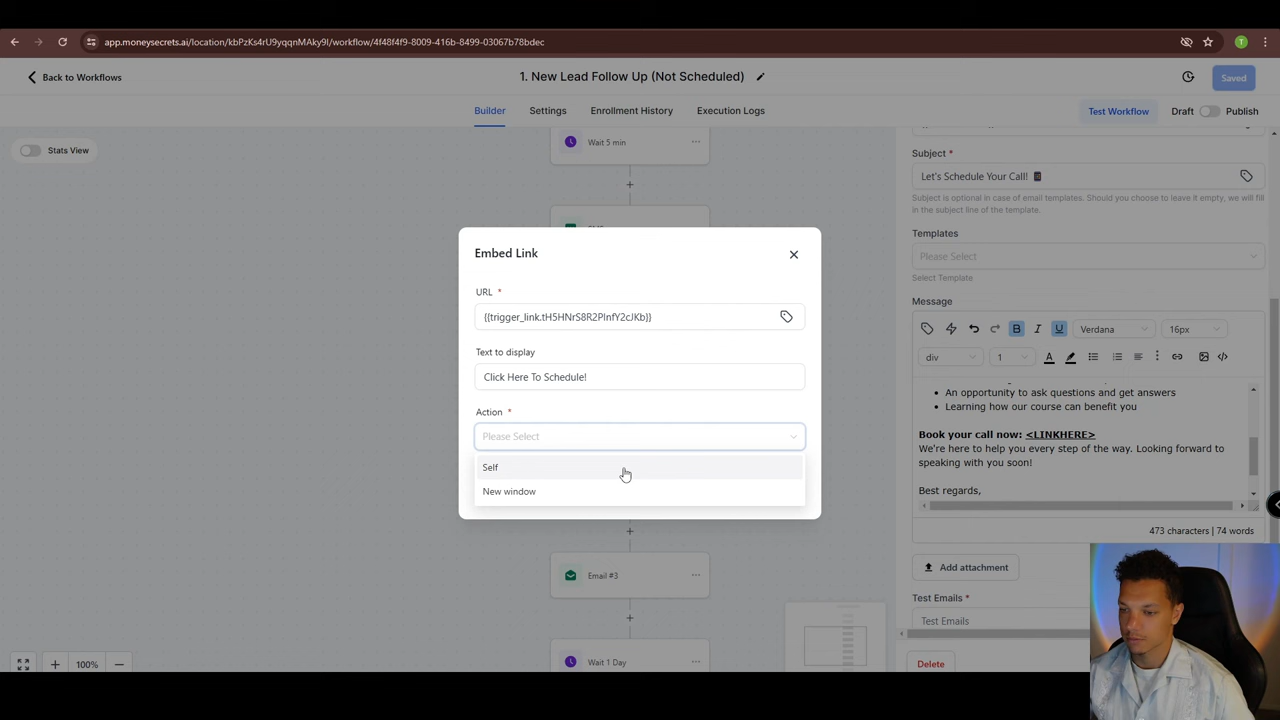 app.moneysecrets.ai/location/kbPzKs4rU9yqqnMAky9I/workflow/4f48f4f9-8009-416b-8499-03067b78bdec
T
Back to Workflows
1. New Lead Follow Up (Not Scheduled)
Saved
Builder
Settings
Enrollment History
Execution Logs
Test Workflow
Draft
Publish
Stats View
Wait 5 min
Subject *
Let's Schedule Your Call!
Subject is optional in case of email templates. Should you choose to leave it empty, we will fill
in the subject line of the template.
Templates
Please Select
Select Template
Embed Link
URL *
{{trigger_link.tH5HNrS8R2PlnfY2cJKb}}
Text to display
Click Here To Schedule!
Action *
Please Select
Self
New window
Message
B
I
U
Verdana
16px
div
1
A
An opportunity to ask questions and get answers
Learning how our course can benefit you
Book your call now: <LINKHERE>
We're here to help you every step of the way. Looking forward to
speaking with you soon!
Best regards,
473 characters | 74 words
Add attachment
Test Emails *
Test Emails
Email #3
Wait 1 Day
100%
Delete